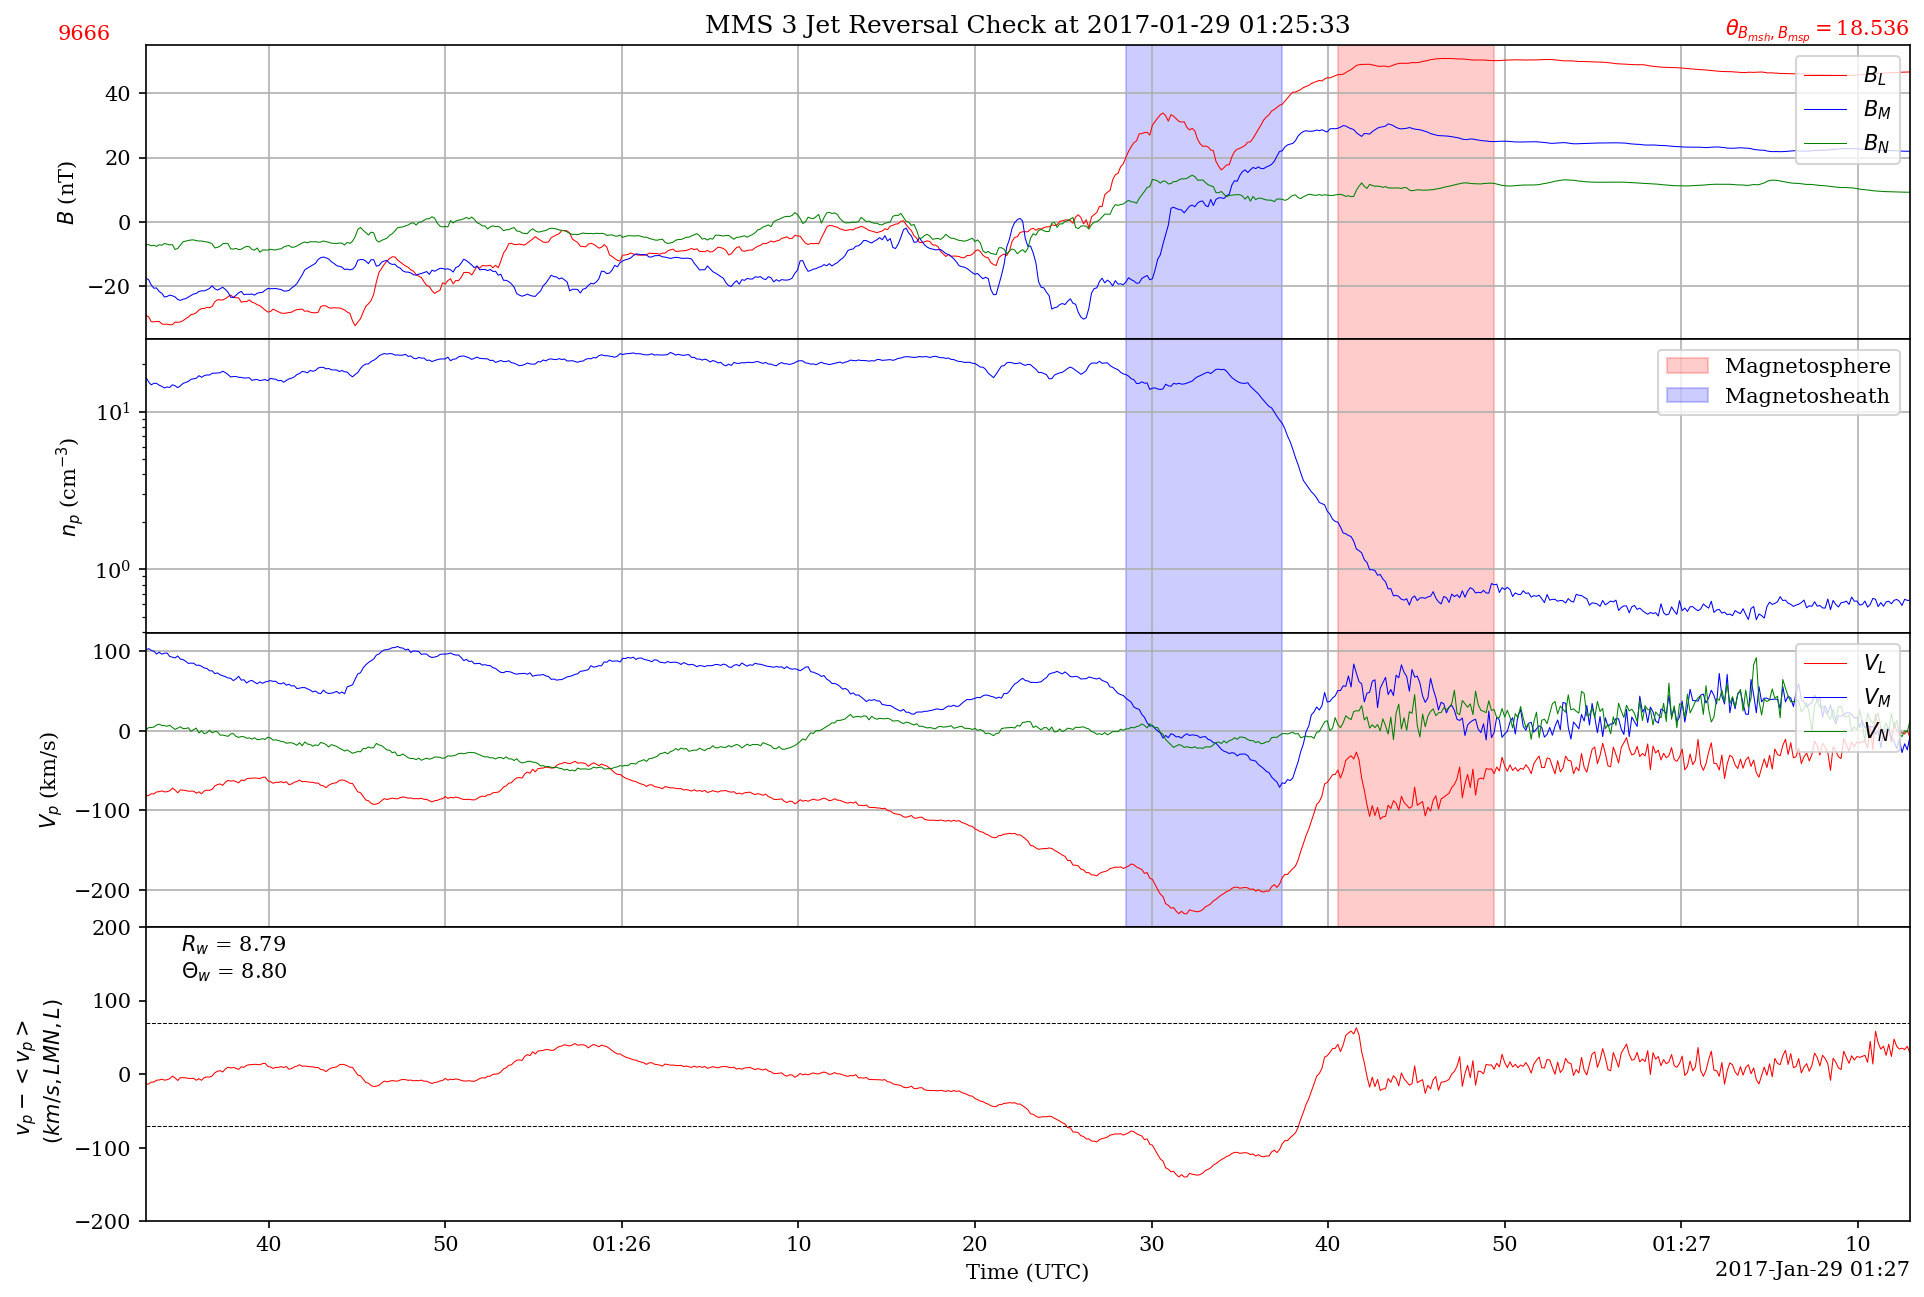 9666
MMS 3 Jet Reversal Check at 2017-01-29 01:25:33
θ_{B_{msh}, B_{msp}} = 18.536
B (nT)
40
20
0
−20
B_L
B_M
B_N
n_p (cm^{−3})
10^1
10^0
Magnetosphere
Magnetosheath
V_p (km/s)
100
0
−100
−200
V_L
V_M
V_N
v_p − < v_p >
(km/s, LMN, L)
200
100
0
−100
−200
R_w = 8.79
Θ_w = 8.80
40 50 01:26 10 20 30 40 50 01:27 10
Time (UTC)
2017-Jan-29 01:27